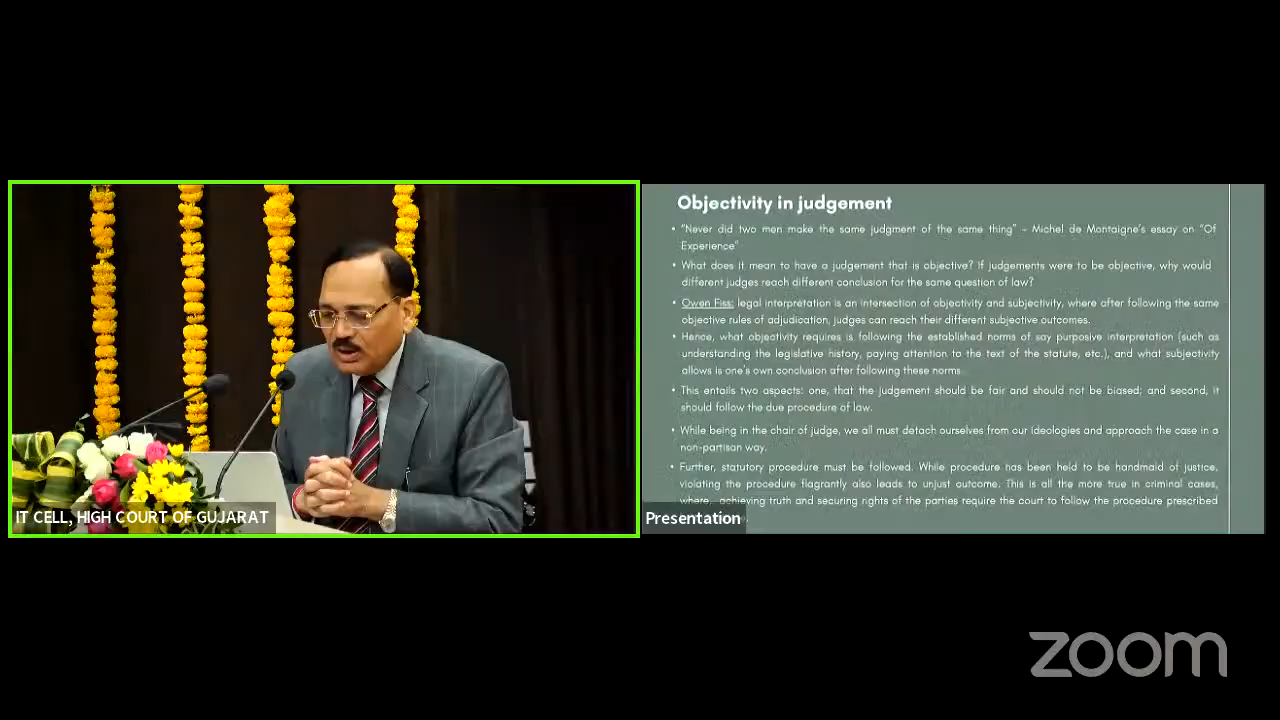 Objectivity in judgement
• "Never did two men make the same judgment of the same thing" - Michel de Montaigne's essay on "Of
Experience"
• What does it mean to have a judgement that is objective? If judgements were to be objective, why would
different judges reach different conclusion for the same question of law?
• Owen Fiss: legal interpretation is an intersection of objectivity and subjectivity, where after following the same
objective rules of adjudication, judges can reach their different subjective outcomes.
• Hence, what objectivity requires is following the established norms of say purposive interpretation (such as
understanding the legislative history, paying attention to the text of the statute, etc.), and what subjectivity
allows is one's own conclusion after following these norms.
• This entails two aspects: one, that the judgement should be fair and should not be biased; and second, it
should follow the due procedure of law.
• While being in the chair of judge, we all must detach ourselves from our ideologies and approach the case in a
non-partisan way.
• Further, statutory procedure must be followed. While procedure has been held to be handmaid of justice,
violating the procedure flagrantly also leads to unjust outcome. This is all the more true in criminal cases,
where, achieving truth and securing rights of the parties require the court to follow the procedure prescribed
IT CELL, HIGH COURT OF GUJARAT
Presentation
zoom